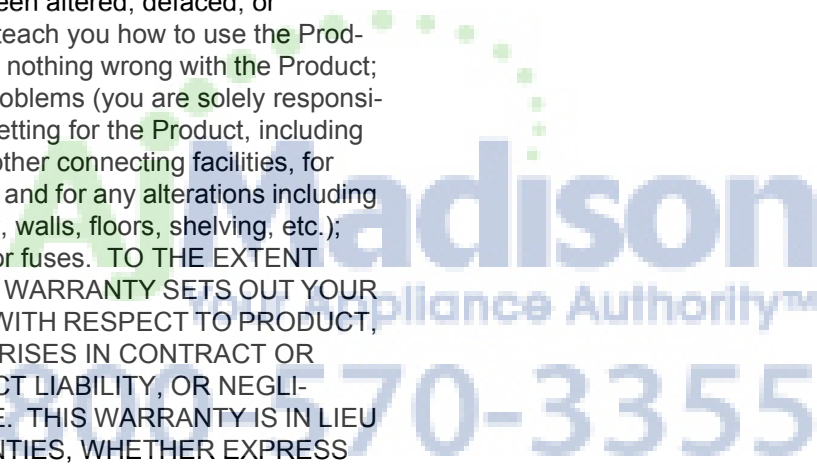 een altered, defaced, or
teach you how to use the Prod-
nothing wrong with the Product;
oblems (you are solely responsi-
etting for the Product, including
other connecting facilities, for
and for any alterations including
, walls, floors, shelving, etc.);
or fuses. TO THE EXTENT
WARRANTY SETS OUT YOUR
WITH RESPECT TO PRODUCT,
RISES IN CONTRACT OR
CT LIABILITY, OR NEGLI-
E. THIS WARRANTY IS IN LIEU
NTIES, WHETHER EXPRESS
AjMadison
Your Appliance Authority™
800-570-3355